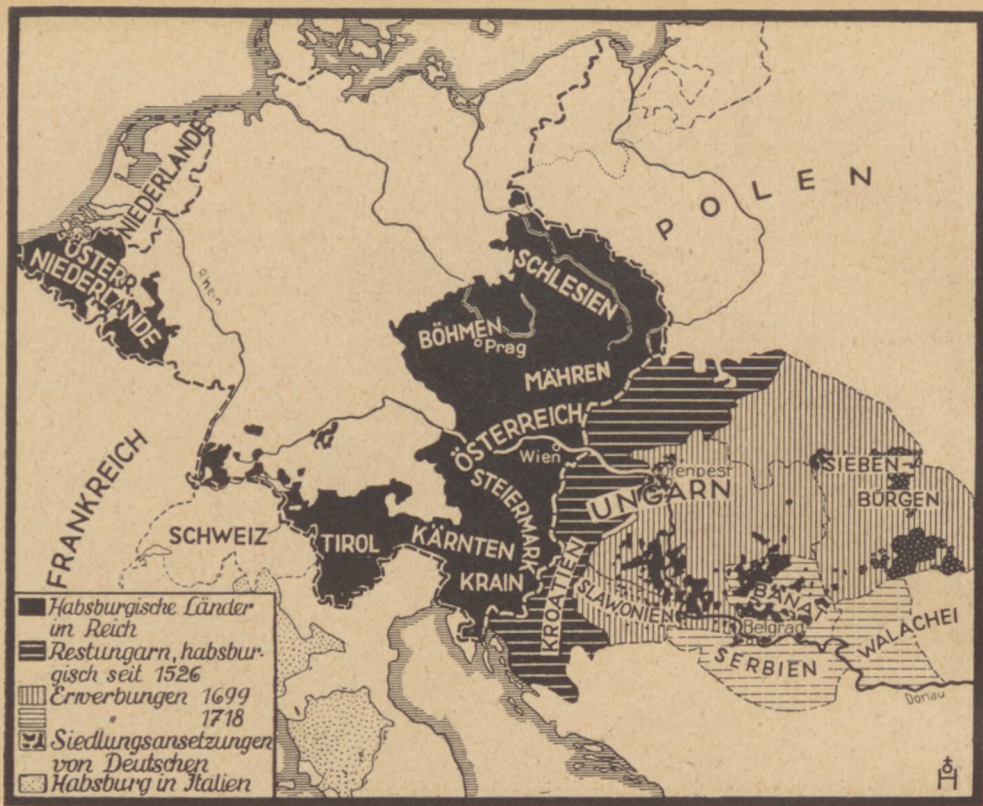 NIEDERLANDE
ÖSTERR.
NIEDERLANDE
Rhein
POLEN
SCHLESIEN
BÖHMEN
Prag
MÄHREN
ÖSTERREICH
Wien
STEIERMARK
FRANKREICH
SCHWEIZ
TIROL
KÄRNTEN
KRAIN
Ofenpest
UNGARN
SIEBEN-
BÜRGEN
KROATIEN
SLAWONIEN
BANAT
Belgrad
SERBIEN
WALACHEI
Donau
Habsburgische Länder
im Reich
Restungarn, habsbur-
gisch seit 1526
Erwerbungen 1699
" 1718
Siedlungsansetzungen
von Deutschen
Habsburg in Italien